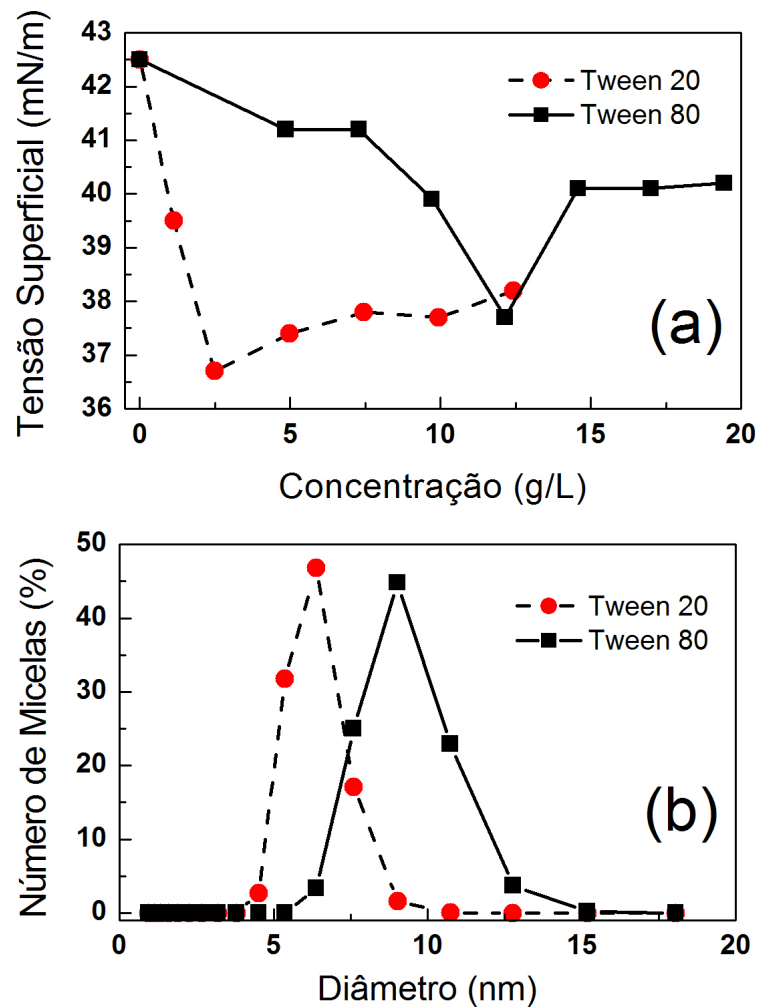 43
42
41
40
39
38
37
36
Tensão Superficial (mN/m)
Tween 20
Tween 80
(a)
0
5
10
15
20
Concentração (g/L)
50
40
30
20
10
0
Número de Micelas (%)
Tween 20
Tween 80
(b)
0
5
10
15
20
Diâmetro (nm)